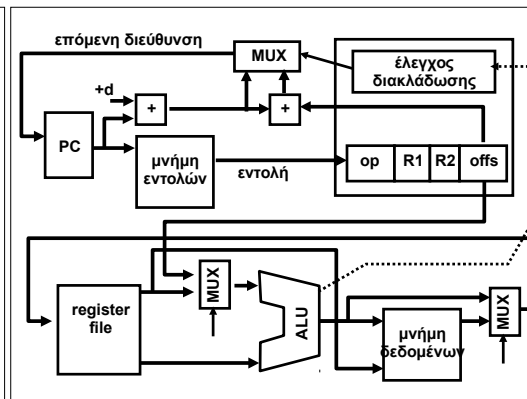 επόμενη διεύθυνση
MUX
έλεγχος
διακλάδωσης
+d
+
+
PC
μνήμη
εντολών
εντολή
op
R1
R2
offs
register
file
MUX
ALU
μνήμη
δεδομένων
MUX